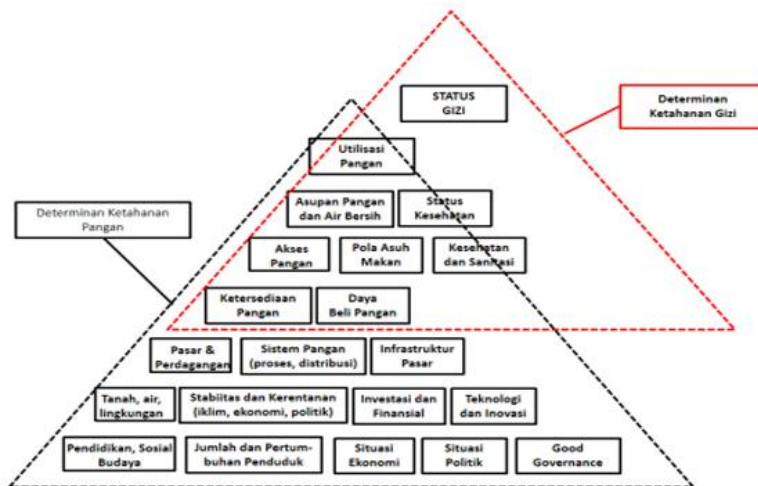 STATUS
GIZI
Determinan
Ketahanan Gizi
Utilisasi
Pangan
Determinan Ketahanan
Pangan
Asupan Pangan
dan Air Bersih
Status
Kesehatan
Akses
Pangan
Pola Asuh
Makan
Kesehatan
dan Sanitasi
Ketersediaan
Pangan
Daya
Beli Pangan
Pasar &
Perdagangan
Sistem Pangan
(proses, distribusi)
Infrastruktur
Pasar
Tanah, air,
lingkungan
Stabiitas dan Kerentanan
(iklim, ekonomi, politik)
Investasi dan
Finansial
Teknologi
dan Inovasi
Pendidikan, Sosial
Budaya
Jumlah dan Pertum-
buhan Penduduk
Situasi
Ekonomi
Situasi
Politik
Good
Governance